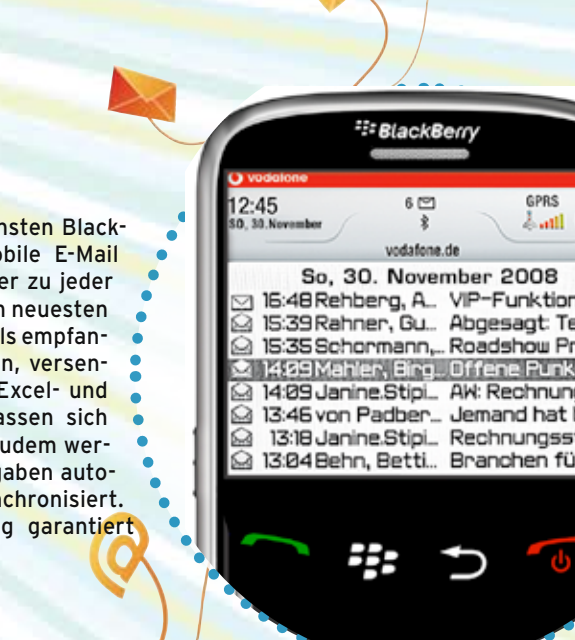 nsten Black-
obile E-Mail
er zu jeder
n neuesten
ls empfan-
n, versen-
Excel- und
assen sich
udem wer-
gaben auto-
nchronisiert.
g garantiert
BlackBerry
vodafone
12:45
6
GPRS
SO, 30.November
vodafone.de
So, 30. November 2008
16:48 Rehberg, A... VIP-Funktion
15:39 Rahner, Gu... Abgesagt: Te
15:35 Schormann,... Roadshow Pr
14:09 Mahler, Birg... Offene Punk
14:09 Janine.Stipi... AW: Rechnung
13:46 von Padber... Jemand hat
13:18 Janine.Stipi... Rechnungsst
13:04 Behn, Betti... Branchen fü
@